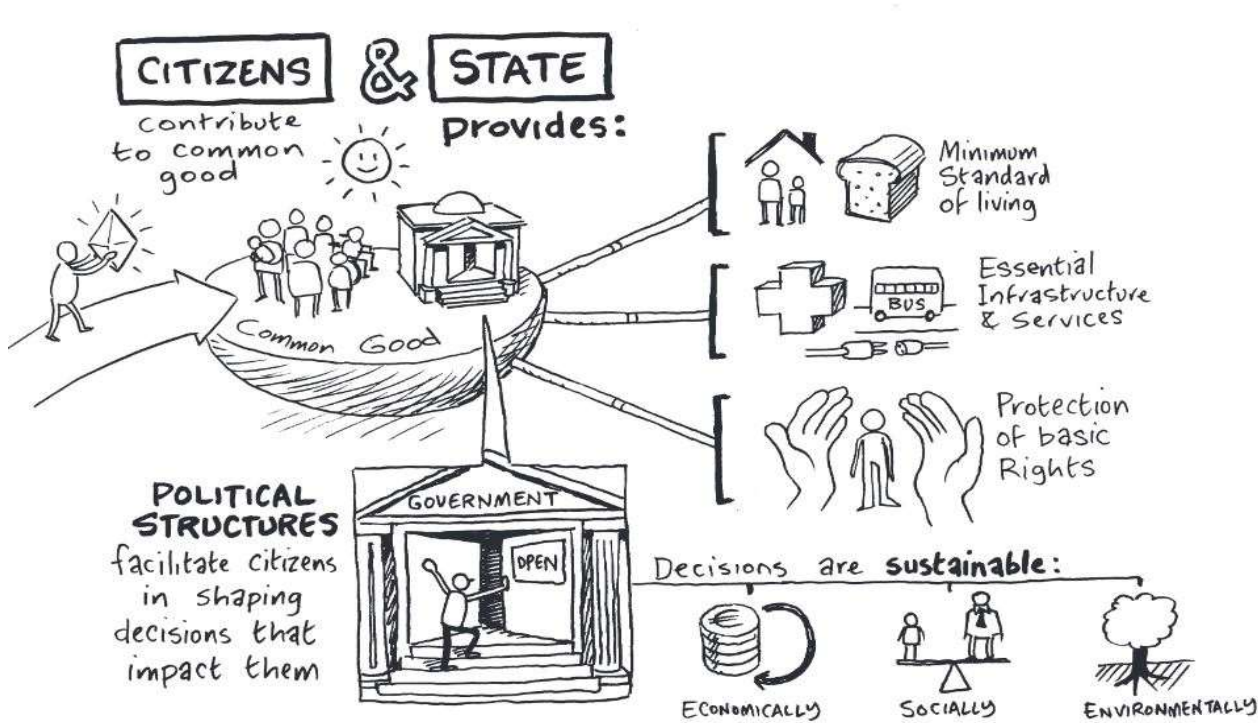 CITIZENS & STATE
contribute
to common
good
provides:
Common Good
Minimum
Standard
of living
Essential
Infrastructure
& Services
BUS
Protection
of basic
Rights
POLITICAL
STRUCTURES
facilitate citizens
in shaping
decisions that
impact them
GOVERNMENT
OPEN
Decisions are sustainable:
ECONOMICALLY
SOCIALLY
ENVIRONMENTALLY